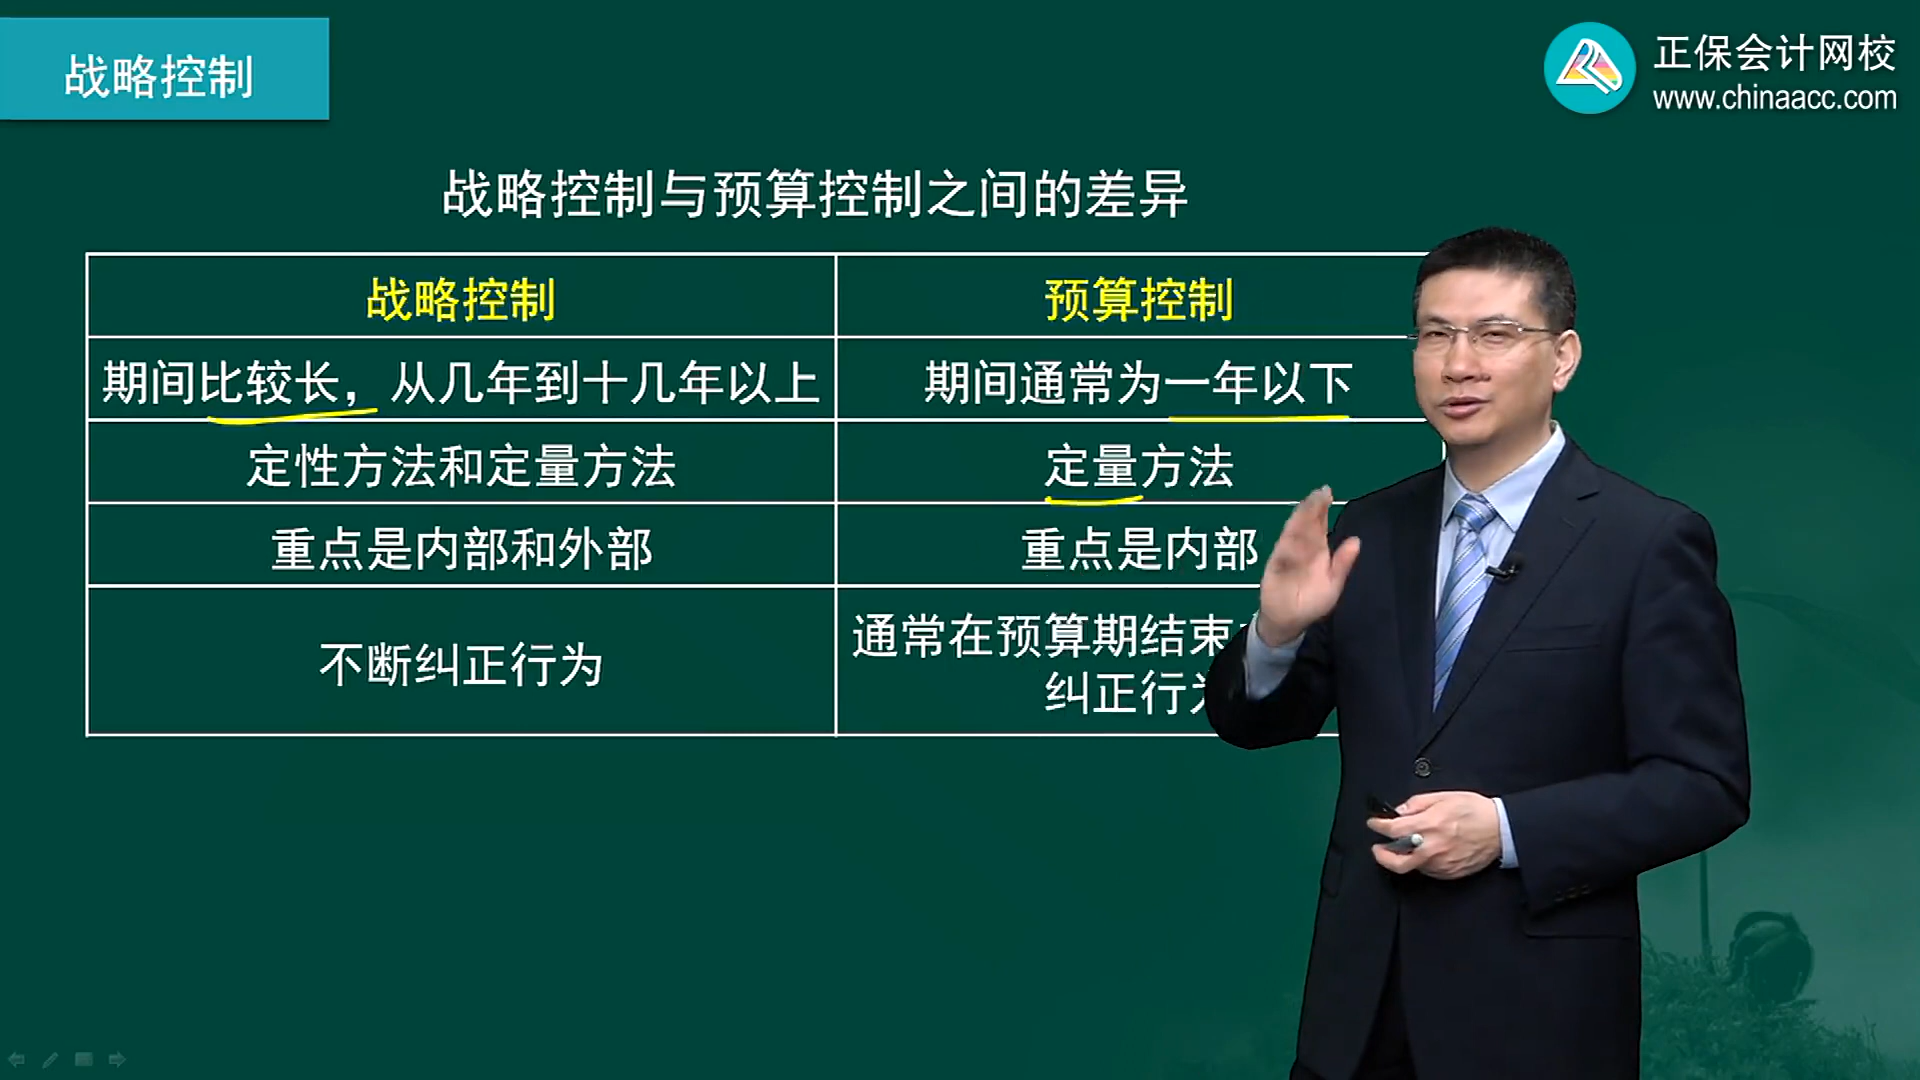 战略控制
正保会计网校
www.chinaacc.com
战略控制与预算控制之间的差异
战略控制
预算控制
期间比较长，从几年到十几年以上
期间通常为一年以下
定性方法和定量方法
定量方法
重点是内部和外部
重点是内部
不断纠正行为
通常在预算期结束
纠正行为